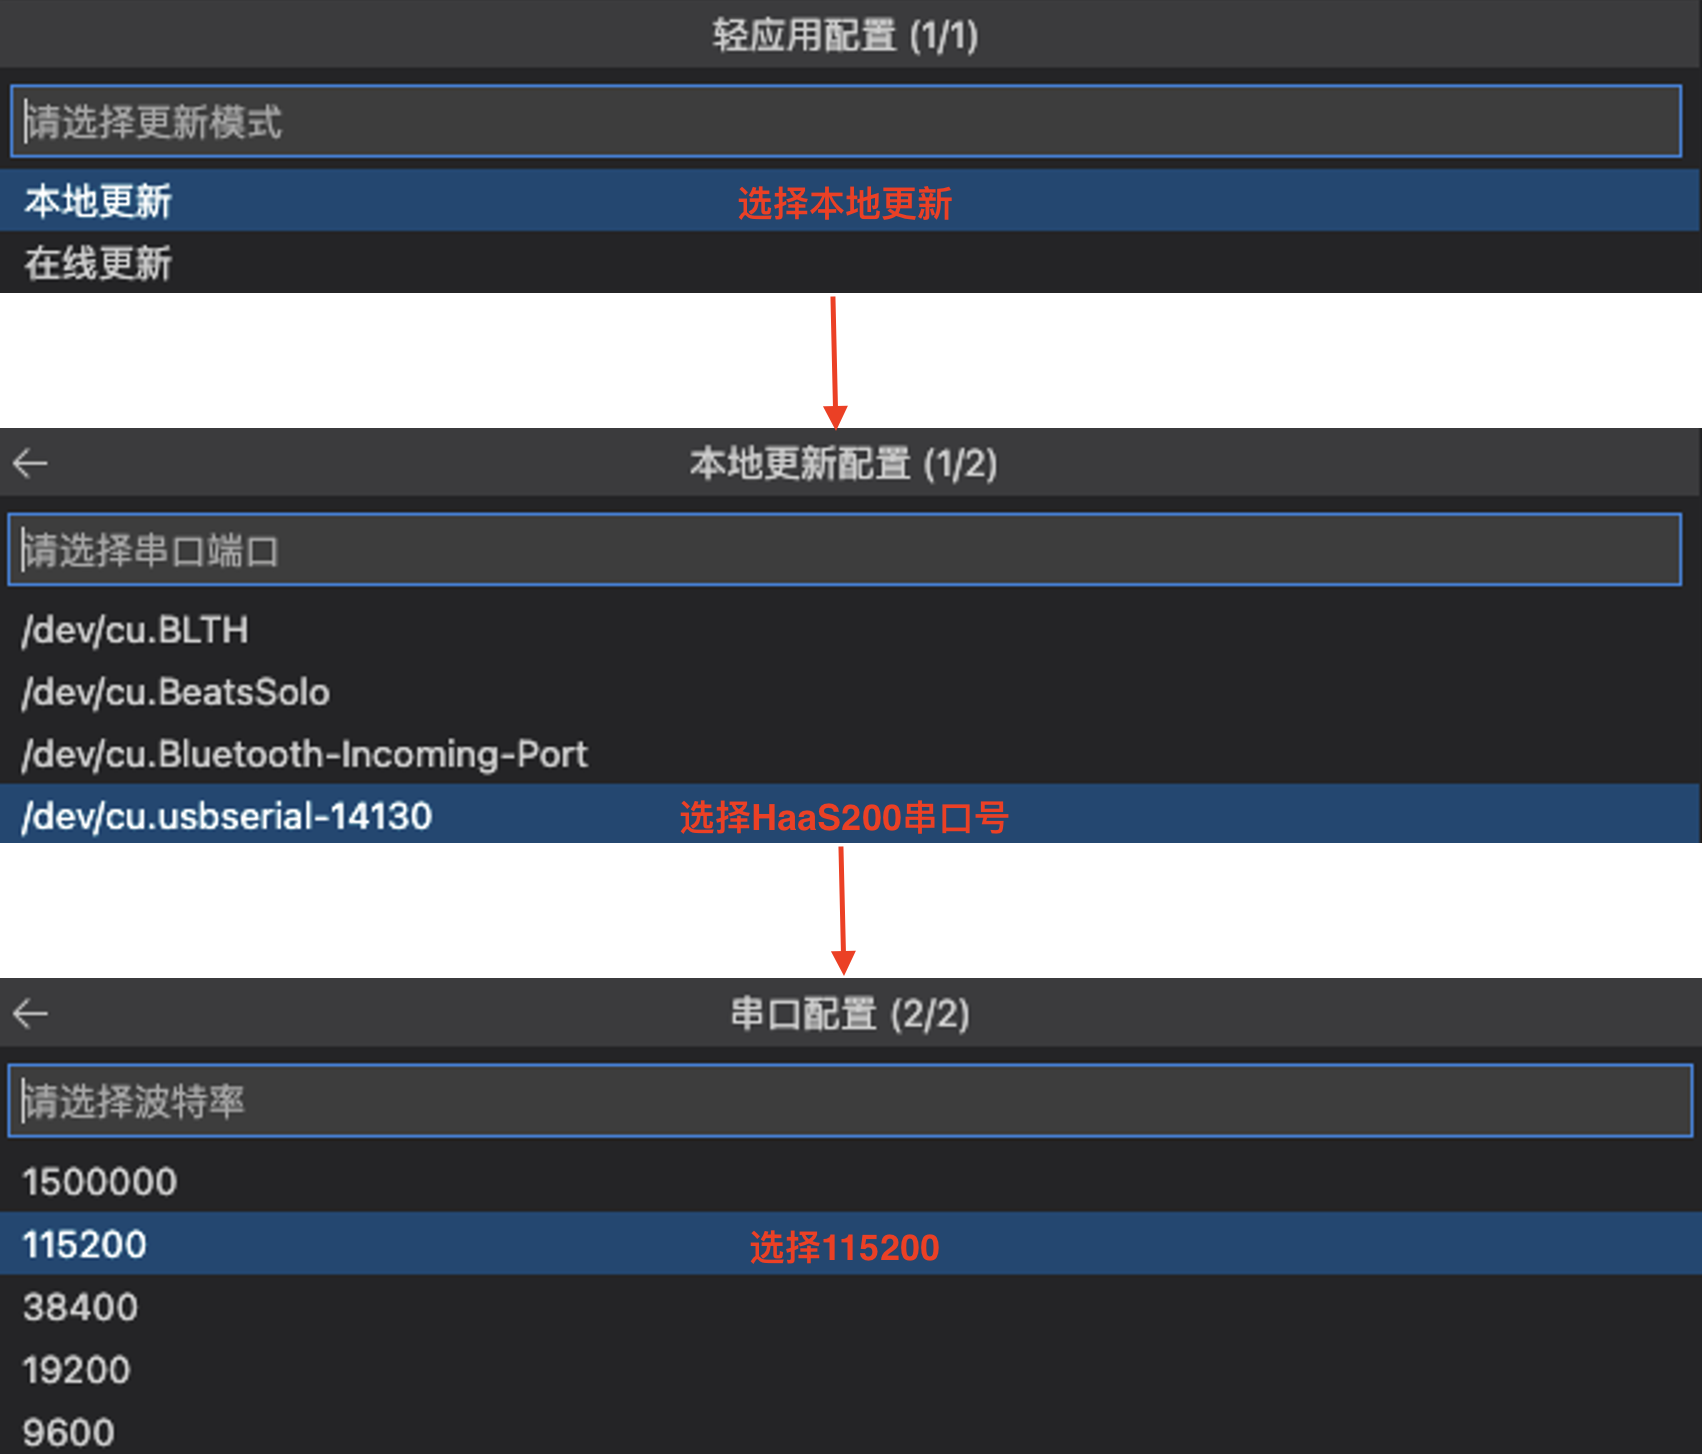 轻应用配置 (1/1)
请选择更新模式
本地更新
选择本地更新
在线更新
本地更新配置 (1/2)
请选择串口端口
/dev/cu.BLTH
/dev/cu.BeatsSolo
/dev/cu.Bluetooth-Incoming-Port
/dev/cu.usbserial-14130
选择HaaS200串口号
串口配置 (2/2)
请选择波特率
1500000
115200
选择115200
38400
19200
9600